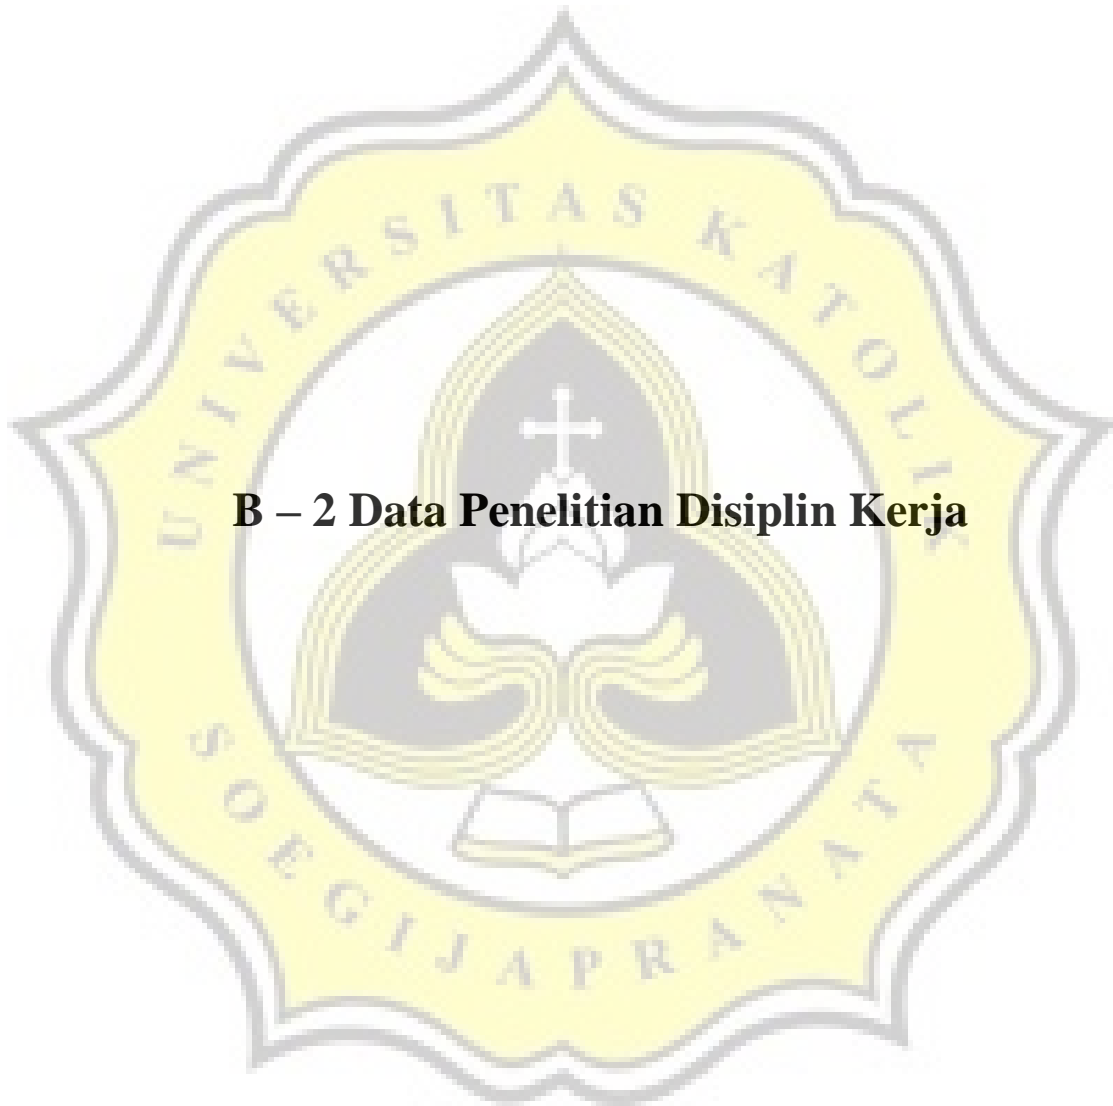 UNIVERSITAS KATOLIK
B – 2 Data Penelitian Disiplin Kerja
SOEGIJAPRANATA